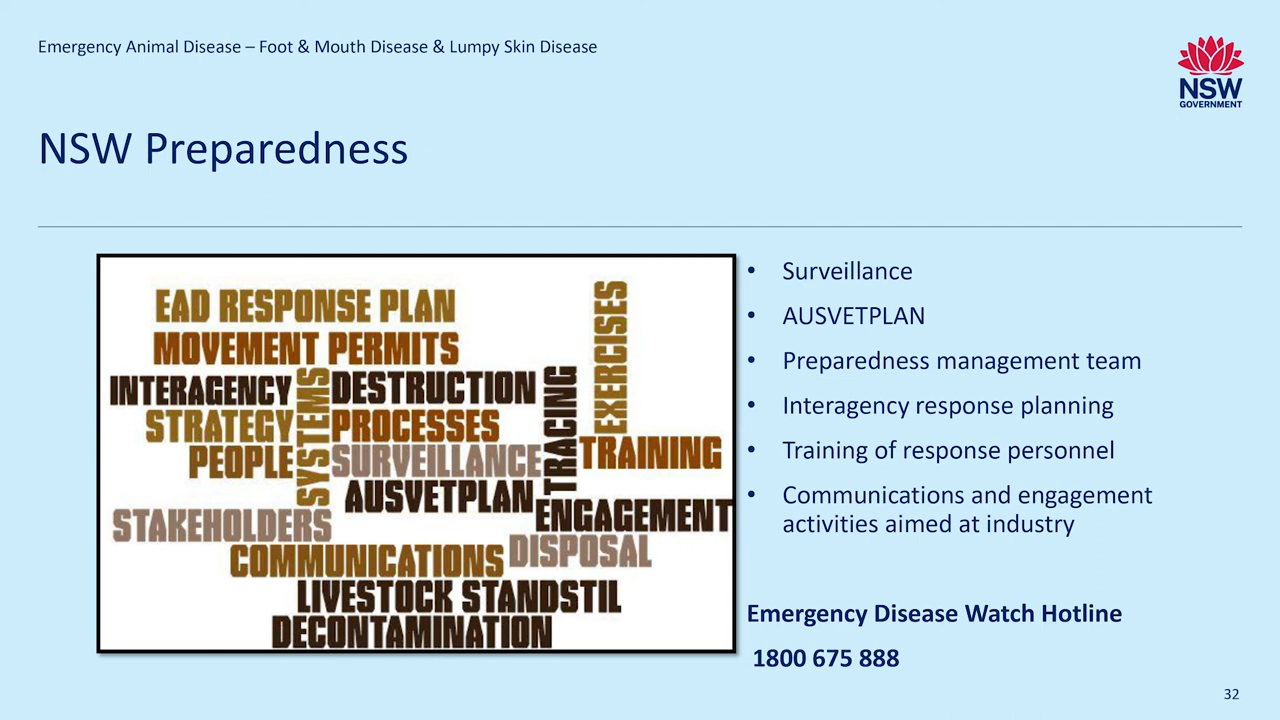 Emergency Animal Disease – Foot & Mouth Disease & Lumpy Skin Disease
NSW
GOVERNMENT
NSW Preparedness
EAD RESPONSE PLAN
MOVEMENT PERMITS
INTERAGENCY
STRATEGY
PEOPLE
SYSTEMS
DESTRUCTION
PROCESSES
SURVEILLANCE
AUSVETPLAN
TRACING
EXERCISES
TRAINING
ENGAGEMENT
STAKEHOLDERS
DISPOSAL
COMMUNICATIONS
LIVESTOCK STANDSTIL
DECONTAMINATION
• Surveillance
• AUSVETPLAN
• Preparedness management team
• Interagency response planning
• Training of response personnel
• Communications and engagement
activities aimed at industry
Emergency Disease Watch Hotline
1800 675 888
32